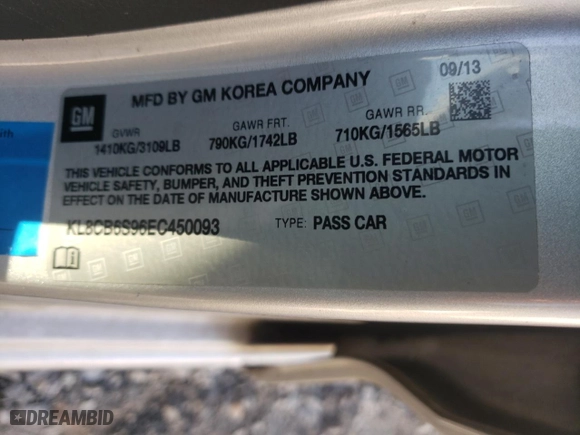 GM
MFD BY GM KOREA COMPANY
09/13
GVWR
GAWR FRT.
GAWR RR.
1410KG/3109LB
790KG/1742LB
710KG/1565LB
THIS VEHICLE CONFORMS TO ALL APPLICABLE U.S. FEDERAL MOTOR
VEHICLE SAFETY, BUMPER, AND THEFT PREVENTION STANDARDS IN
EFFECT ON THE DATE OF MANUFACTURE SHOWN ABOVE.
KL8CB6S96EC450093
TYPE: PASS CAR
DREAMBID